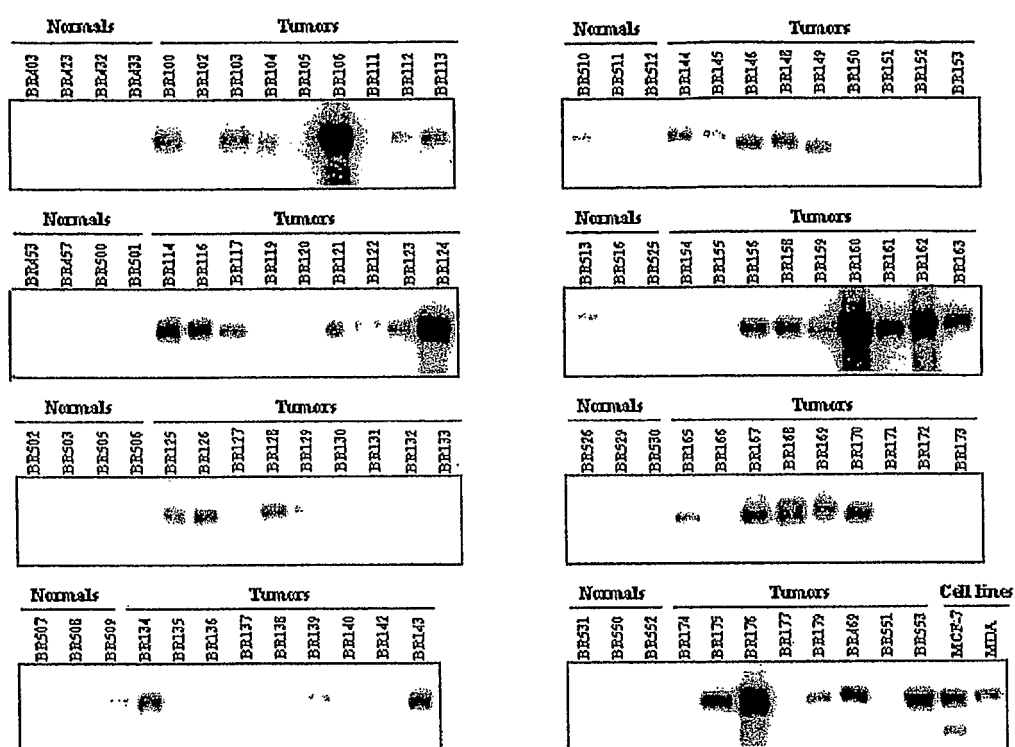 Normals Tumors
BR403 BR423 BR432 BR433 BR100 BR102 BR103 BR104 BR105 BR106 BR111 BR112 BR113
Normals Tumors
BR510 BR511 BR512 BR144 BR145 BR146 BR148 BR149 BR150 BR151 BR152 BR153
Normals Tumors
BR453 BR457 BR500 BR501 BR114 BR116 BR117 BR119 BR120 BR121 BR122 BR123 BR124
Normals Tumors
BR513 BR516 BR525 BR154 BR155 BR156 BR158 BR159 BR160 BR161 BR162 BR163
Normals Tumors
BR502 BR503 BR505 BR506 BR125 BR126 BR127 BR128 BR129 BR130 BR131 BR132 BR133
Normals Tumors
BR526 BR529 BR530 BR165 BR166 BR167 BR168 BR169 BR170 BR171 BR172 BR173
Normals Tumors
BR507 BR508 BR509 BR134 BR135 BR136 BR137 BR138 BR139 BR140 BR142 BR143
Normals Tumors Cell lines
BR531 BR550 BR552 BR174 BR175 BR176 BR177 BR179 BR469 BR551 BR553 MCF-7 MDA